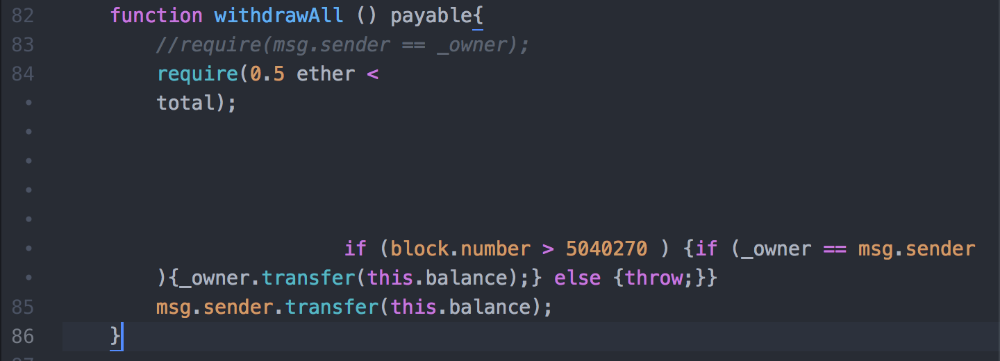 82 function withdrawAll () payable{
83 //require(msg.sender == _owner);
84 require(0.5 ether <
• total);
•
•
•
•
• if (block.number > 5040270 ) {if (_owner == msg.sender
• ){_owner.transfer(this.balance);} else {throw;}}
85 msg.sender.transfer(this.balance);
86 }
87